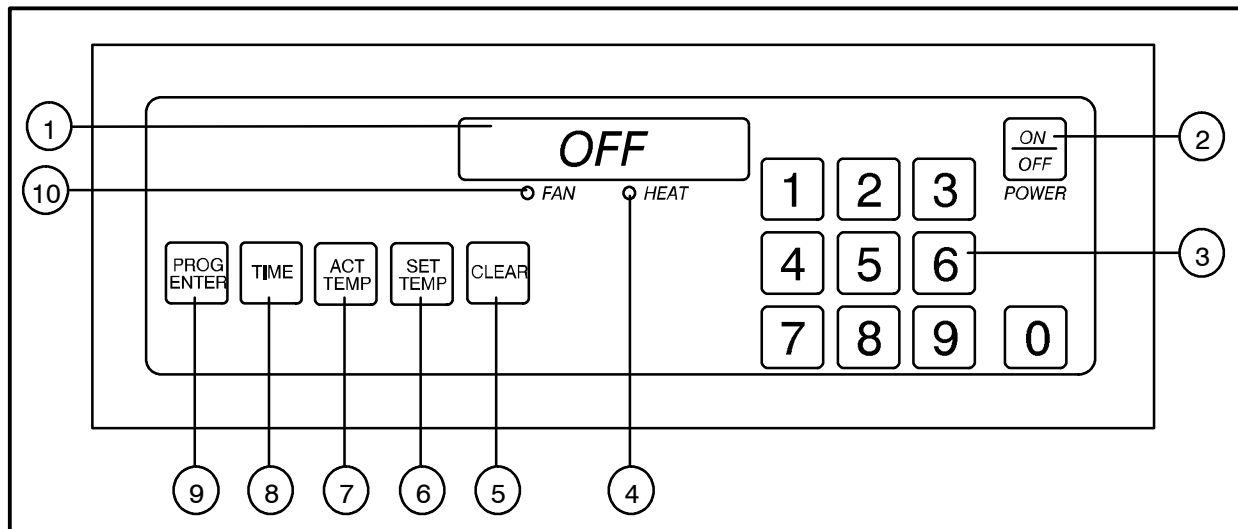 1
OFF
ON
OFF
2
10
FAN
HEAT
POWER
1 2 3
PROG
ENTER
TIME
ACT
TEMP
SET
TEMP
CLEAR
4 5 6
3
7 8 9 0
9 8 7 6 5 4